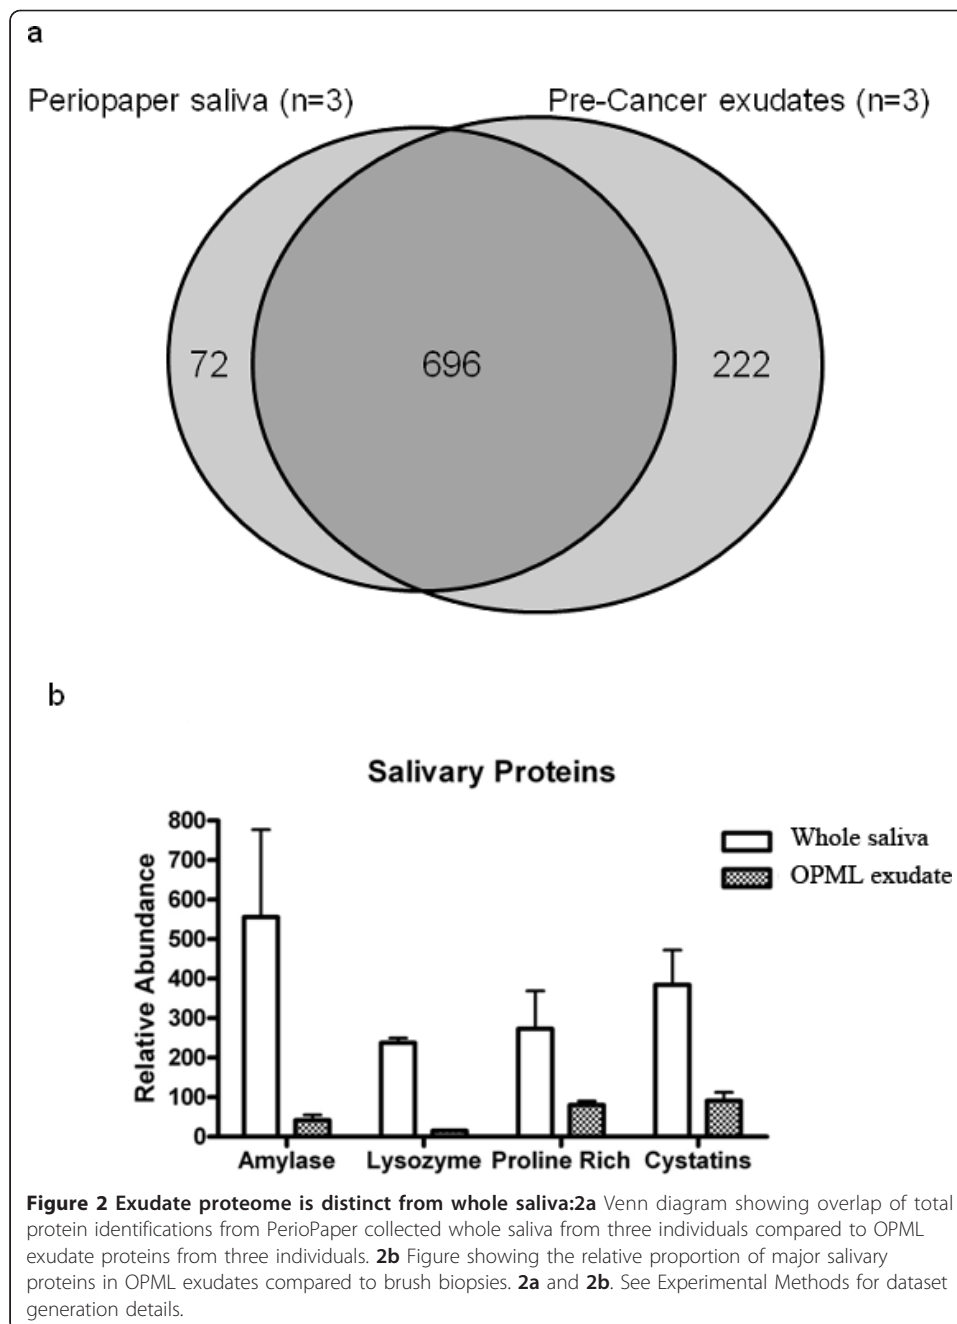 a
Periopaper saliva (n=3)
Pre-Cancer exudates (n=3)
72
696
222
b
Salivary Proteins
Relative Abundance
800
700
600
500
400
300
200
100
0
Whole saliva
OPML exudate
Amylase
Lysozyme
Proline Rich
Cystatins
Figure 2 Exudate proteome is distinct from whole saliva:2a Venn diagram showing overlap of total
protein identifications from PerioPaper collected whole saliva from three individuals compared to OPML
exudate proteins from three individuals. 2b Figure showing the relative proportion of major salivary
proteins in OPML exudates compared to brush biopsies. 2a and 2b. See Experimental Methods for dataset
generation details.